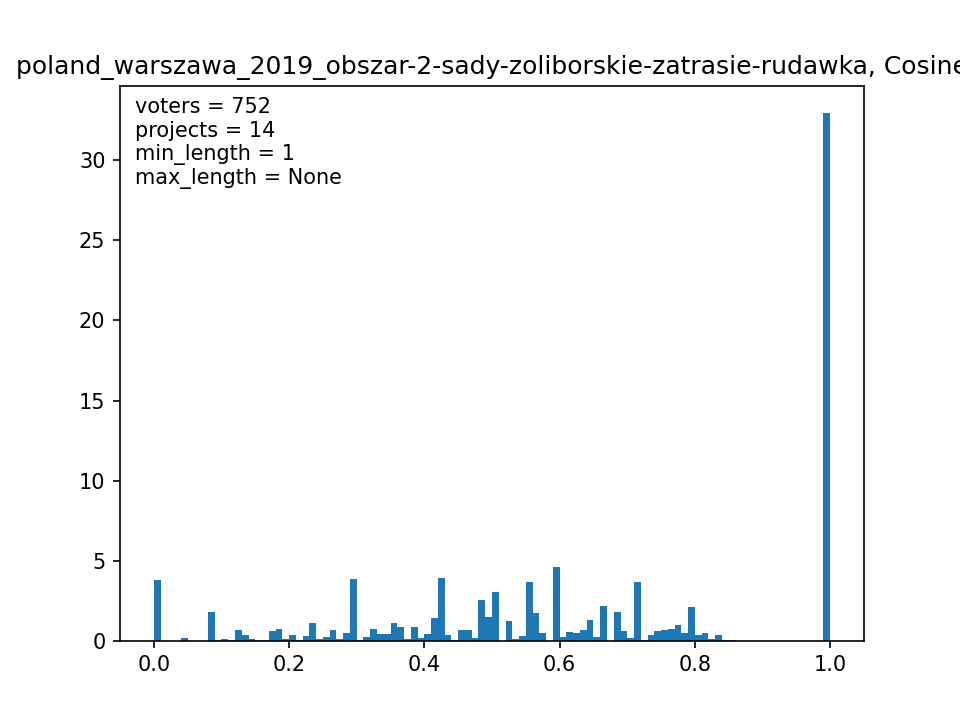 poland_warszawa_2019_obszar-2-sady-zoliborskie-zatrasie-rudawka, Cosine
voters = 752
projects = 14
min_length = 1
max_length = None
30
25
20
15
10
5
0
0.0 0.2 0.4 0.6 0.8 1.0